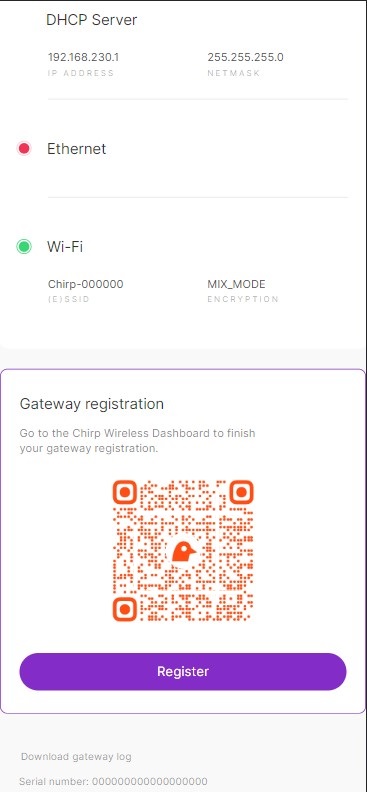 DHCP Server
192.168.230.1 255.255.255.0
IP ADDRESS NETMASK
Ethernet
Wi-Fi
Chirp-000000 MIX_MODE
(E)SSID ENCRYPTION
Gateway registration
Go to the Chirp Wireless Dashboard to finish
your gateway registration.
Register
Download gateway log
Serial number: 000000000000000000